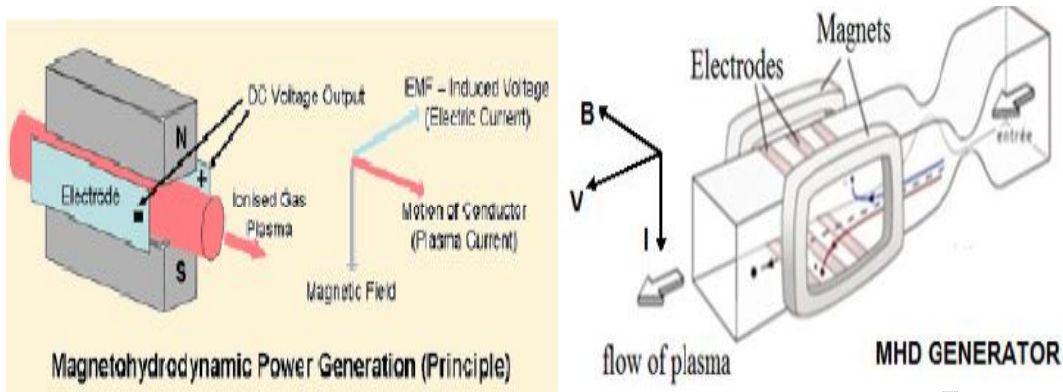 DC Voltage Output
EMF – Induced Voltage
(Electric Current)
N
Electrode
+
Ionised Gas
Plasma
Motion of Conductor
(Plasma Current)
S
Magnetic Field
Magnetohydrodynamic Power Generation (Principle)
Magnets
Electrodes
B
V
I
entrée
flow of plasma
MHD GENERATOR